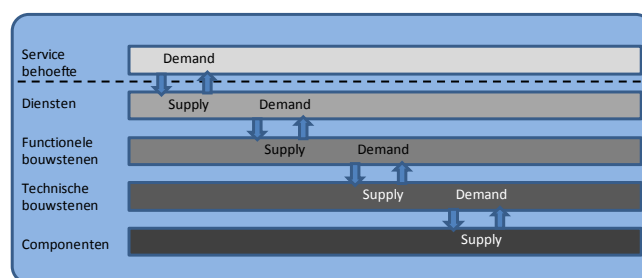 Service
behoefte
Demand
Diensten
Supply Demand
Functionele
bouwstenen
Supply Demand
Technische
bouwstenen
Supply Demand
Componenten
Supply